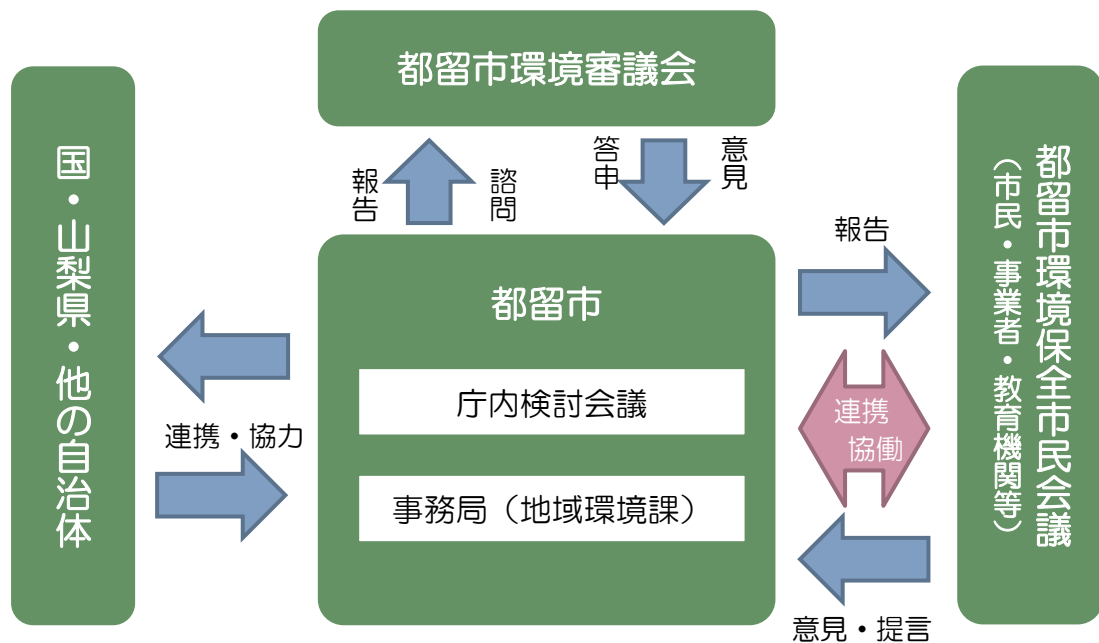 都留市環境審議会
報告
諮問
答申
意見
国・山梨県・他の自治体
連携・協力
都留市
庁内検討会議
事務局（地域環境課）
報告
連携
協働
意見・提言
都留市環境保全市民会議
（市民・事業者・教育機関等）